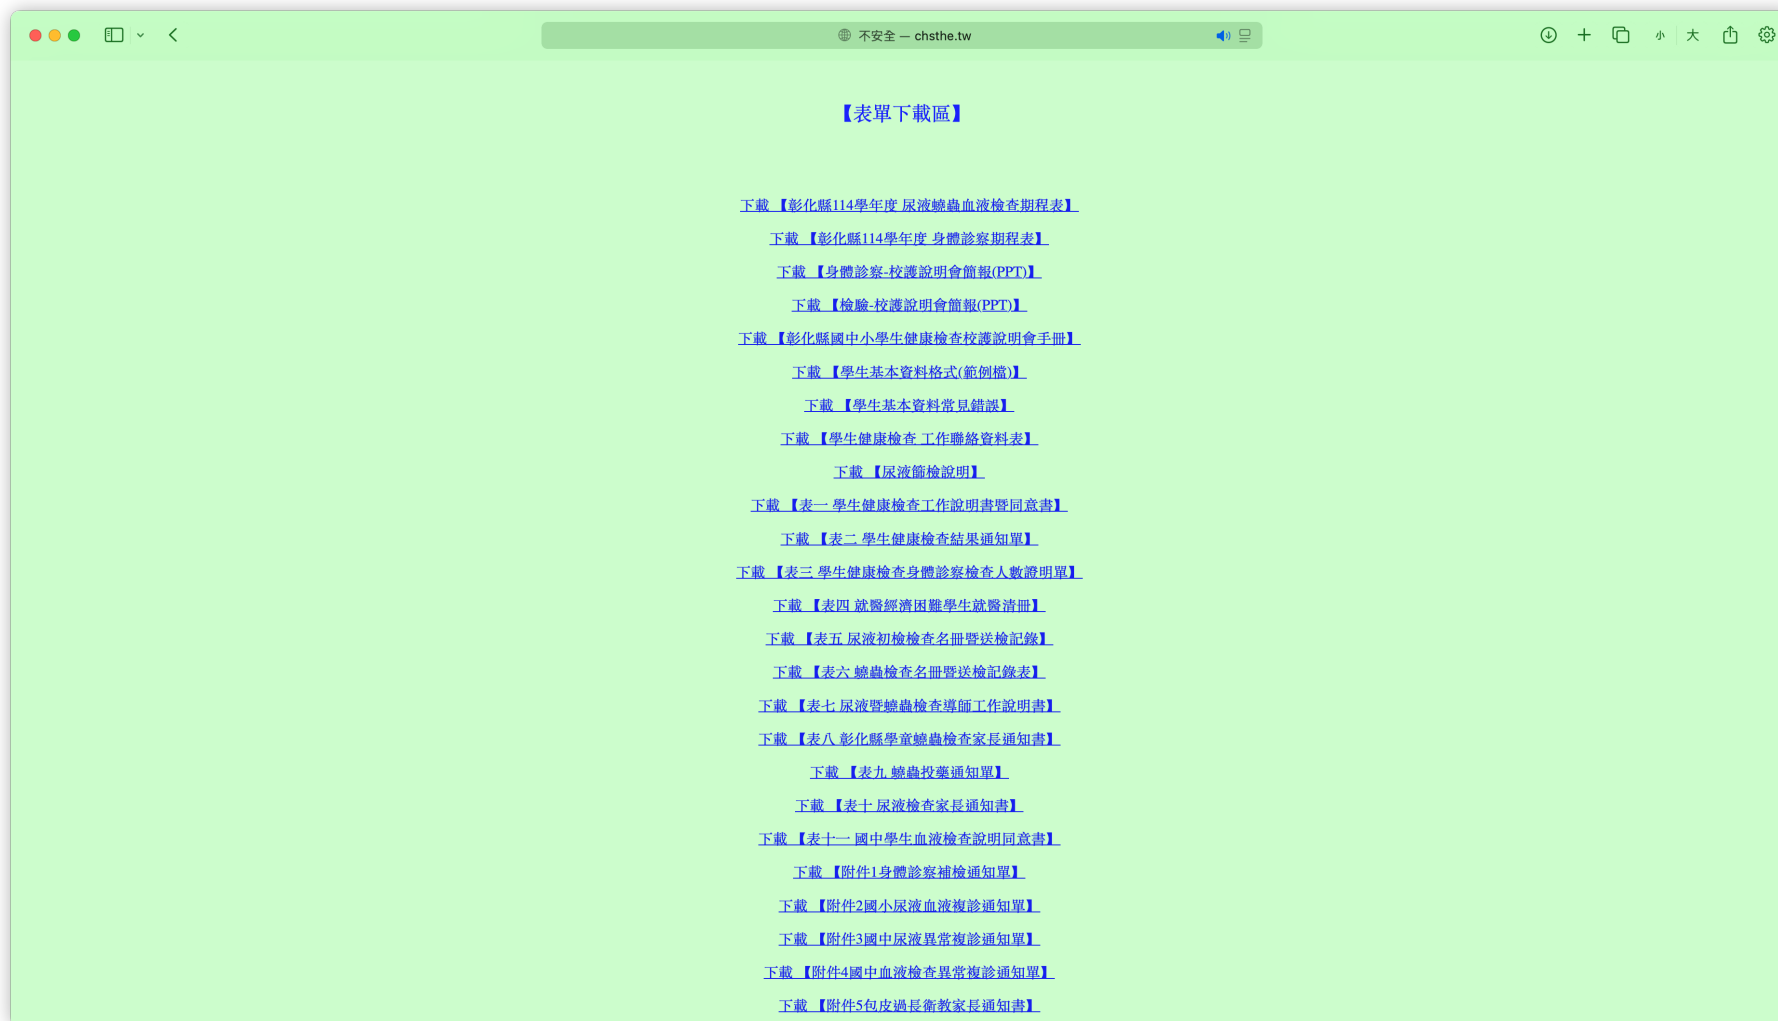 不安全 — chsthe.tw
小 大
【表單下載區】
下載 【彰化縣114學年度 尿液蟯蟲血液檢查期程表】
下載 【彰化縣114學年度 身體診察期程表】
下載 【身體診察-校護說明會簡報(PPT)】
下載 【檢驗-校護說明會簡報(PPT)】
下載 【彰化縣國中小學生健康檢查校護說明會手冊】
下載 【學生基本資料格式(範例檔)】
下載 【學生基本資料常見錯誤】
下載 【學生健康檢查 工作聯絡資料表】
下載 【尿液篩檢說明】
下載 【表一 學生健康檢查工作說明書暨同意書】
下載 【表二 學生健康檢查結果通知單】
下載 【表三 學生健康檢查身體診察檢查人數證明單】
下載 【表四 就醫經濟困難學生就醫清冊】
下載 【表五 尿液初檢檢查名冊暨送檢記錄】
下載 【表六 蟯蟲檢查名冊暨送檢記錄表】
下載 【表七 尿液暨蟯蟲檢查導師工作說明書】
下載 【表八 彰化縣學童蟯蟲檢查家長通知書】
下載 【表九 蟯蟲投藥通知單】
下載 【表十 尿液檢查家長通知書】
下載 【表十一 國中學生血液檢查說明同意書】
下載 【附件1身體診察補檢通知單】
下載 【附件2國小尿液血液複診通知單】
下載 【附件3國中尿液異常複診通知單】
下載 【附件4國中血液檢查異常複診通知單】
下載 【附件5包皮過長衛教家長通知書】